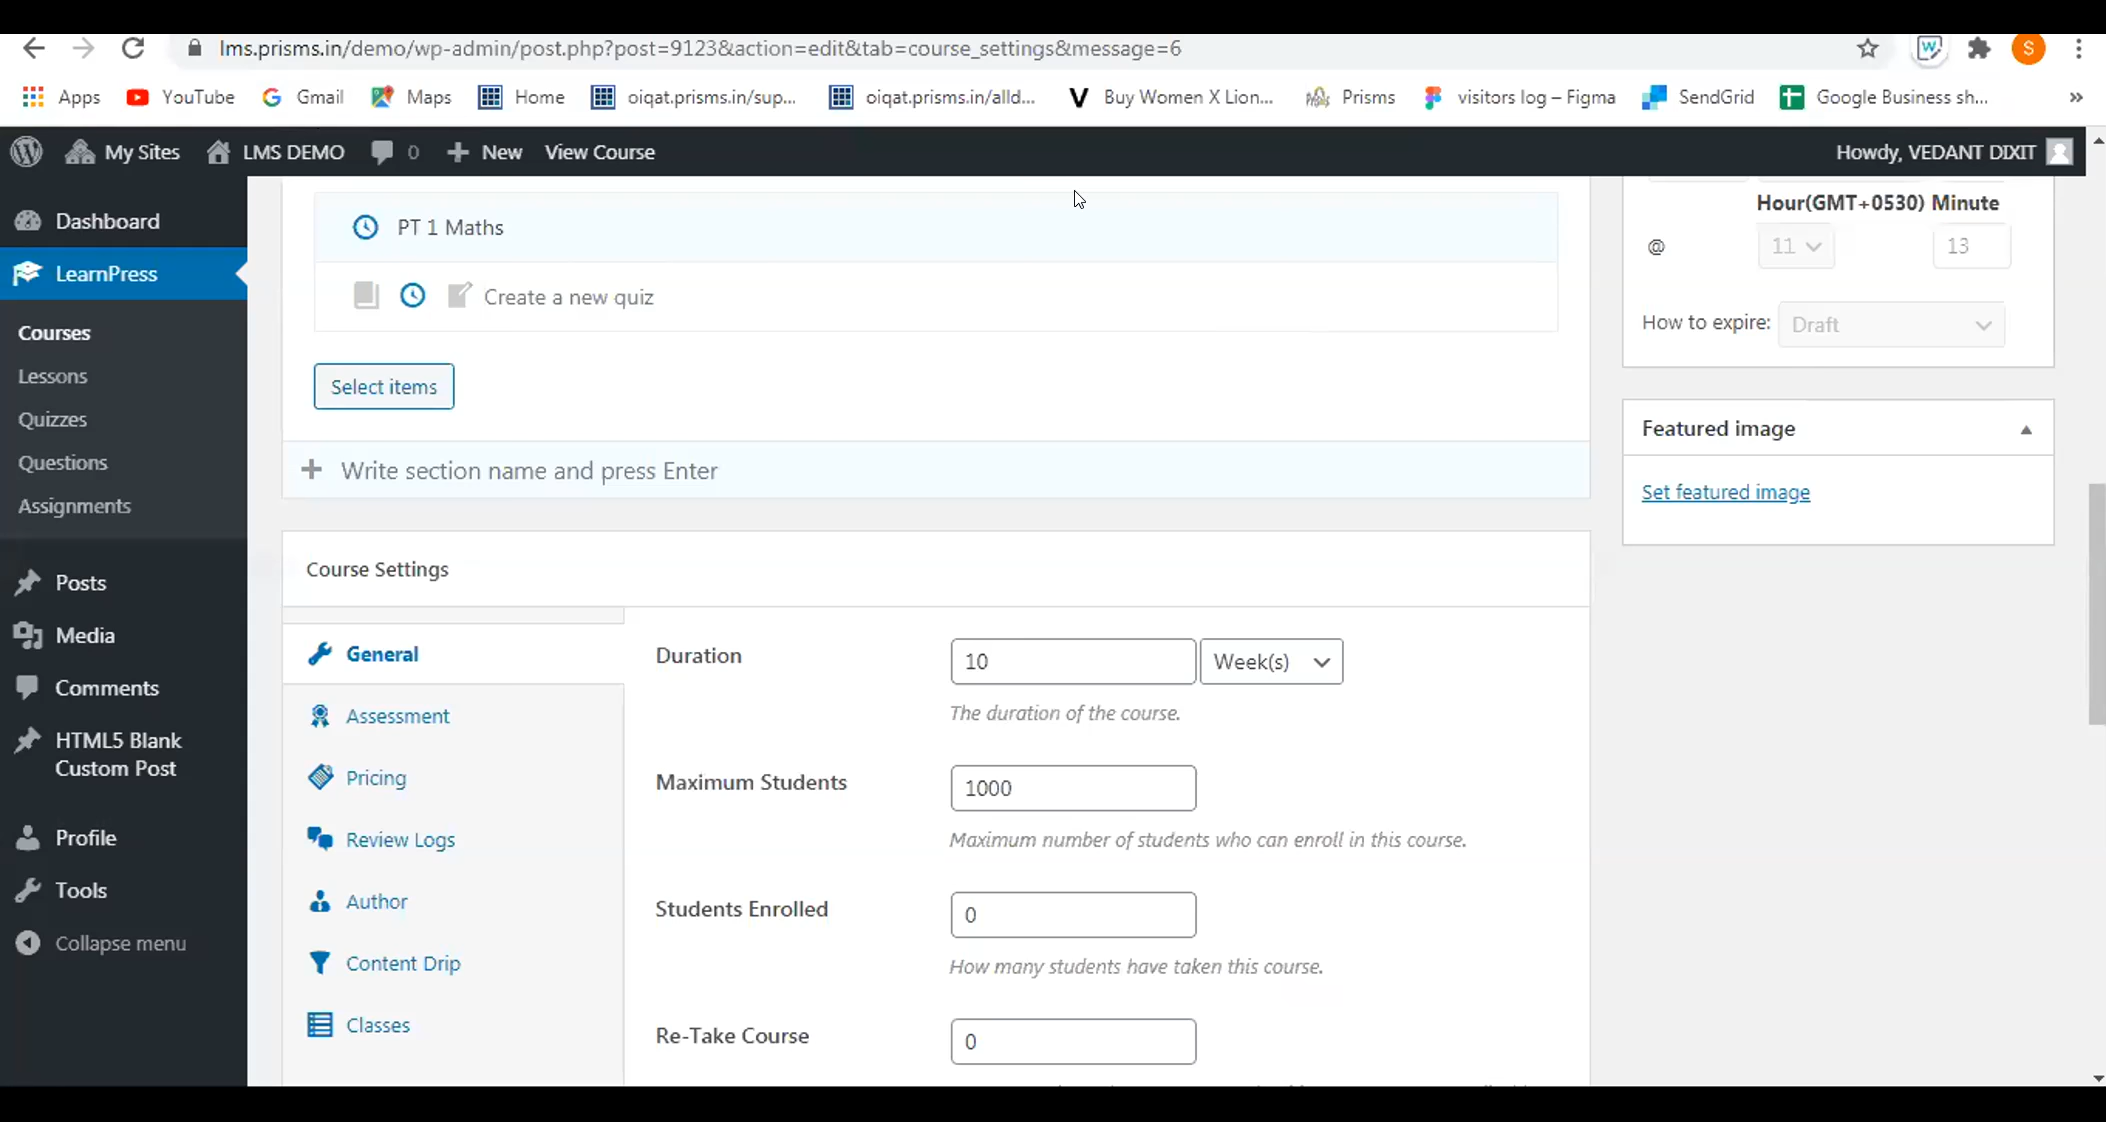 lms.prisms.in/demo/wp-admin/post.php?post=9123&action=edit&tab=course_settings&message=6
S
Apps YouTube Gmail Maps Home oiqat.prisms.in/sup... oiqat.prisms.in/alld... Buy Women X Lion... Prisms visitors log – Figma SendGrid Google Business sh... »
My Sites LMS DEMO 0 + New View Course Howdy, VEDANT DIXIT
Dashboard
LearnPress
Courses
Lessons
Quizzes
Questions
Assignments
Posts
Media
Comments
HTML5 Blank
Custom Post
Profile
Tools
Collapse menu
PT 1 Maths
Create a new quiz
Select items
+ Write section name and press Enter
Course Settings
General
Assessment
Pricing
Review Logs
Author
Content Drip
Classes
Duration 10 Week(s)
The duration of the course.
Maximum Students 1000
Maximum number of students who can enroll in this course.
Students Enrolled 0
How many students have taken this course.
Re-Take Course 0
Hour(GMT+0530) Minute
@ 11 13
How to expire: Draft
Featured image
Set featured image